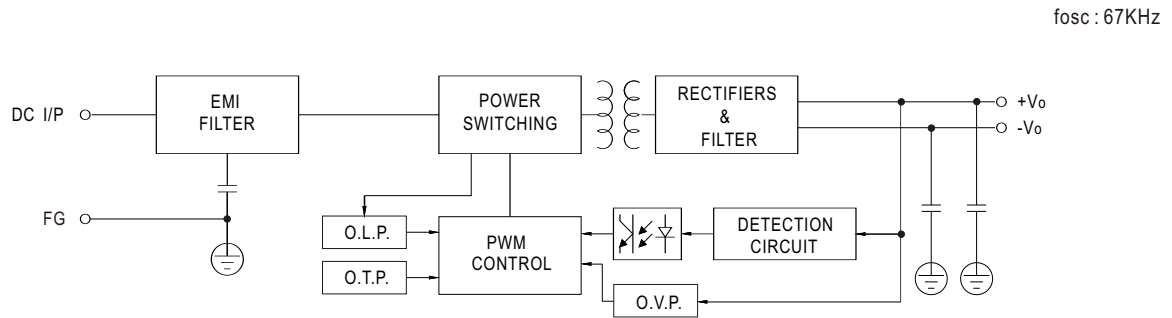 fosc : 67KHz
DC I/P
EMI
FILTER
POWER
SWITCHING
RECTIFIERS
&
FILTER
+Vo
-Vo
FG
O.L.P.
PWM
CONTROL
DETECTION
CIRCUIT
O.T.P.
O.V.P.